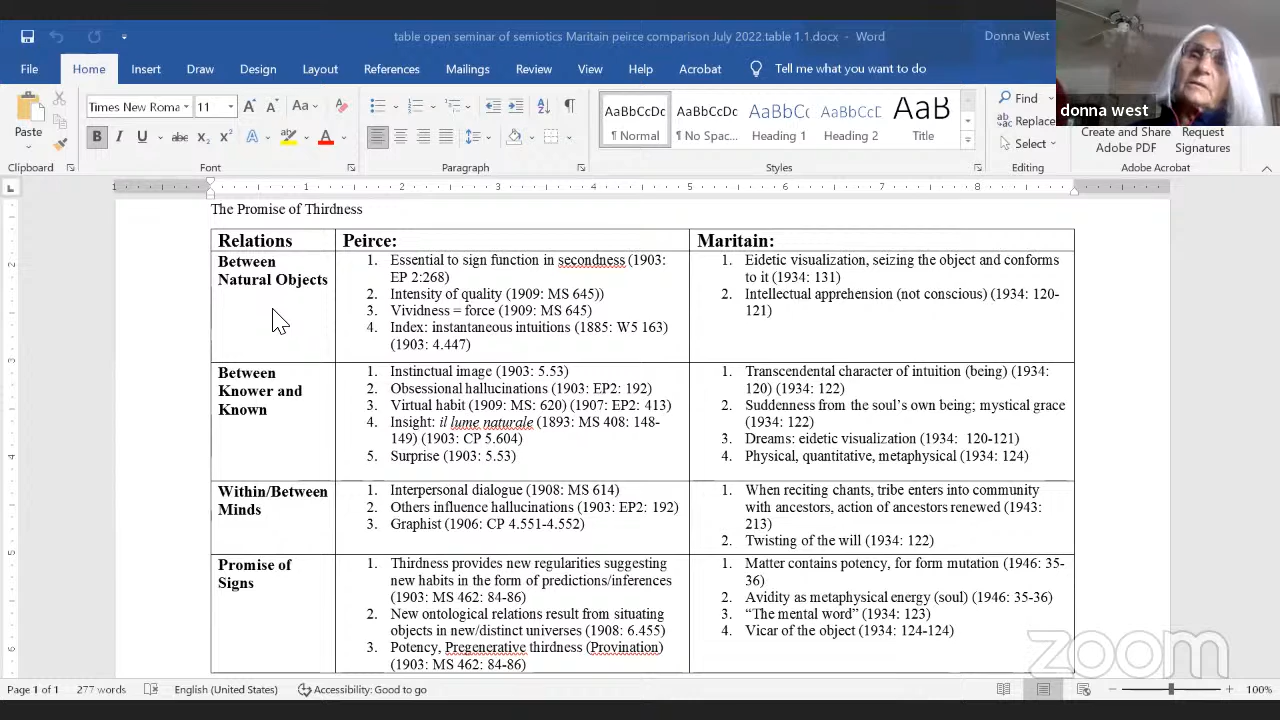 table open seminar of semiotics Maritain peirce comparison July 2022.table 1.1.docx - Word
Donna West
File Home Insert Draw Design Layout References Mailings Review View Help Acrobat Tell me what you want to do
donna west
Times New Roma 11 A A Aa
Paste
B I U abc x₂ x² A A
AaBbCcDc AaBbCcDc AaBbCc AaBbCcD AaB
¶ Normal ¶ No Spac... Heading 1 Heading 2 Title
Find
Replace
Select
Create and Share Adobe PDF
Request Signatures
Clipboard Font Paragraph Styles Editing Adobe Acrobat
1 1 2 3 4 5 6 7 8
The Promise of Thirdness
Relations
Peirce:
Maritain:
Between
Natural Objects
1. Essential to sign function in secondness (1903:
EP 2:268)
2. Intensity of quality (1909: MS 645))
3. Vividness = force (1909: MS 645)
4. Index: instantaneous intuitions (1885: W5 163)
(1903: 4.447)
1. Eidetic visualization, seizing the object and conforms
to it (1934: 131)
2. Intellectual apprehension (not conscious) (1934: 120-
121)
Between
Knower and
Known
1. Instinctual image (1903: 5.53)
2. Obsessional hallucinations (1903: EP2: 192)
3. Virtual habit (1909: MS: 620) (1907: EP2: 413)
4. Insight: il lume naturale (1893: MS 408: 148-
149) (1903: CP 5.604)
5. Surprise (1903: 5.53)
1. Transcendental character of intuition (being) (1934:
120) (1934: 122)
2. Suddenness from the soul’s own being; mystical grace
(1934: 122)
3. Dreams: eidetic visualization (1934:  120-121)
4. Physical, quantitative, metaphysical (1934: 124)
Within/Between
Minds
1. Interpersonal dialogue (1908: MS 614)
2. Others influence hallucinations (1903: EP2: 192)
3. Graphist (1906: CP 4.551-4.552)
1. When reciting chants, tribe enters into community
with ancestors, action of ancestors renewed (1943:
213)
2. Twisting of the will (1934: 122)
Promise of
Signs
1. Thirdness provides new regularities suggesting
new habits in the form of predictions/inferences
(1903: MS 462: 84-86)
2. New ontological relations result from situating
objects in new/distinct universes (1908: 6.455)
3. Potency, Pregenerative thirdness (Provination)
(1903: MS 462: 84-86)
1. Matter contains potency, for form mutation (1946: 35-
36)
2. Avidity as metaphysical energy (soul) (1946: 35-36)
3. “The mental word” (1934: 123)
4. Vicar of the object (1934: 124-124)
zoom
Page 1 of 1 277 words English (United States) Accessibility: Good to go 100%